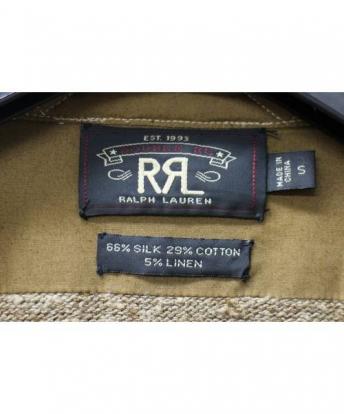 EST. 1993
RRL
RALPH LAUREN
MADE IN
CHINA
S
66% SILK 29% COTTON
5% LINEN